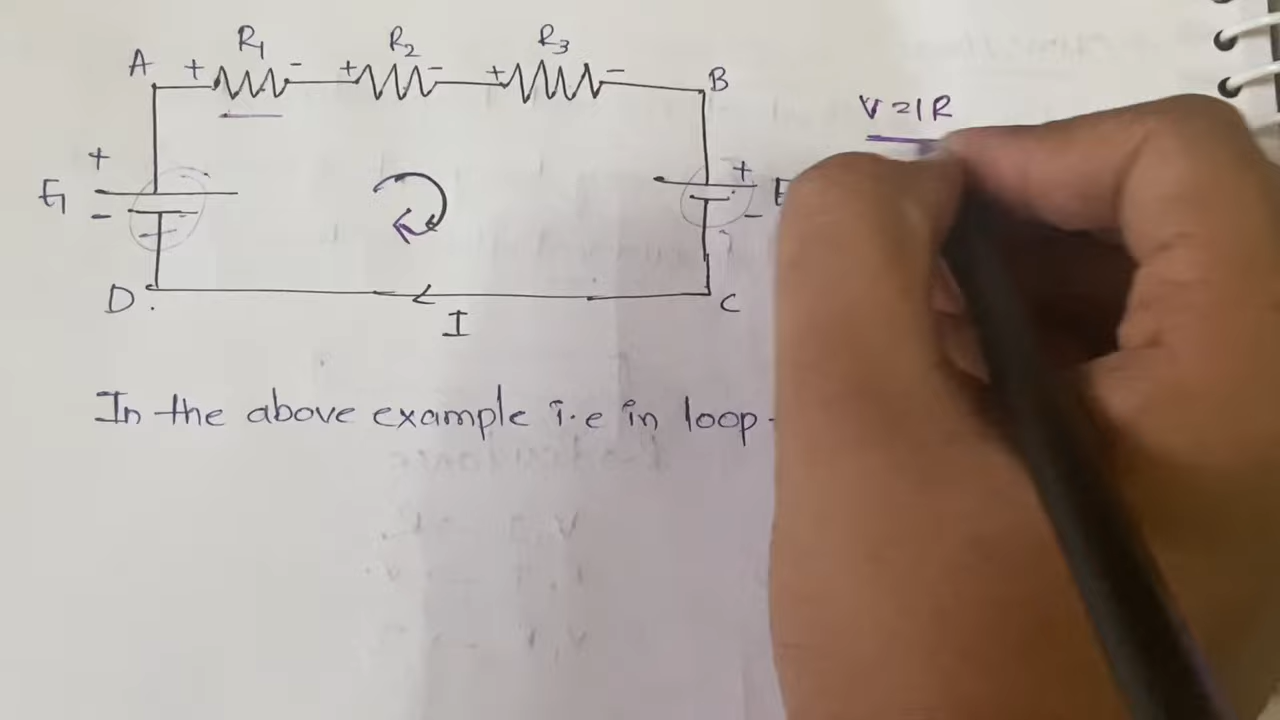 R1 R2 R3
A + - + - + - B
V = IR
+ +
E1 - -
D. C
I
In the above example i.e in loop